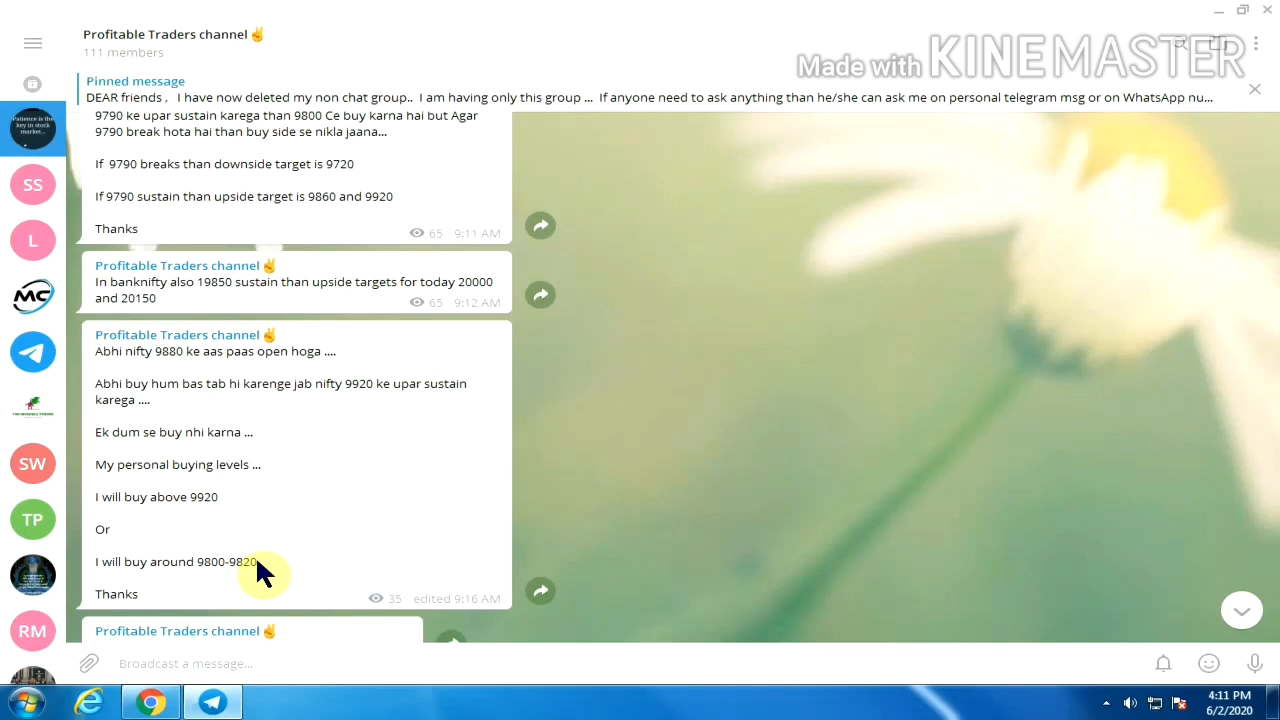 Profitable Traders channel ✌
111 members
Made with KINEMASTER
Pinned message
DEAR friends , I have now deleted my non chat group.. I am having only this group ... If anyone need to ask anything than he/she can ask me on personal telegram msg or on WhatsApp nu...
9790 ke upar sustain karega than 9800 Ce buy karna hai but Agar
9790 break hota hai than buy side se nikla jaana...
If 9790 breaks than downside target is 9720
If 9790 sustain than upside target is 9860 and 9920
Thanks
65 9:11 AM
Profitable Traders channel ✌
In banknifty also 19850 sustain than upside targets for today 20000
and 20150
65 9:12 AM
Profitable Traders channel ✌
Abhi nifty 9880 ke aas paas open hoga ....
Abhi buy hum bas tab hi karenge jab nifty 9920 ke upar sustain
karega ....
Ek dum se buy nhi karna ...
My personal buying levels ...
I will buy above 9920
Or
I will buy around 9800-9820
Thanks
35 edited 9:16 AM
Profitable Traders channel ✌
Broadcast a message...
Patience is the
key in stock
market...
SS
L
MC
SW
TP
RM
4:11 PM
6/2/2020